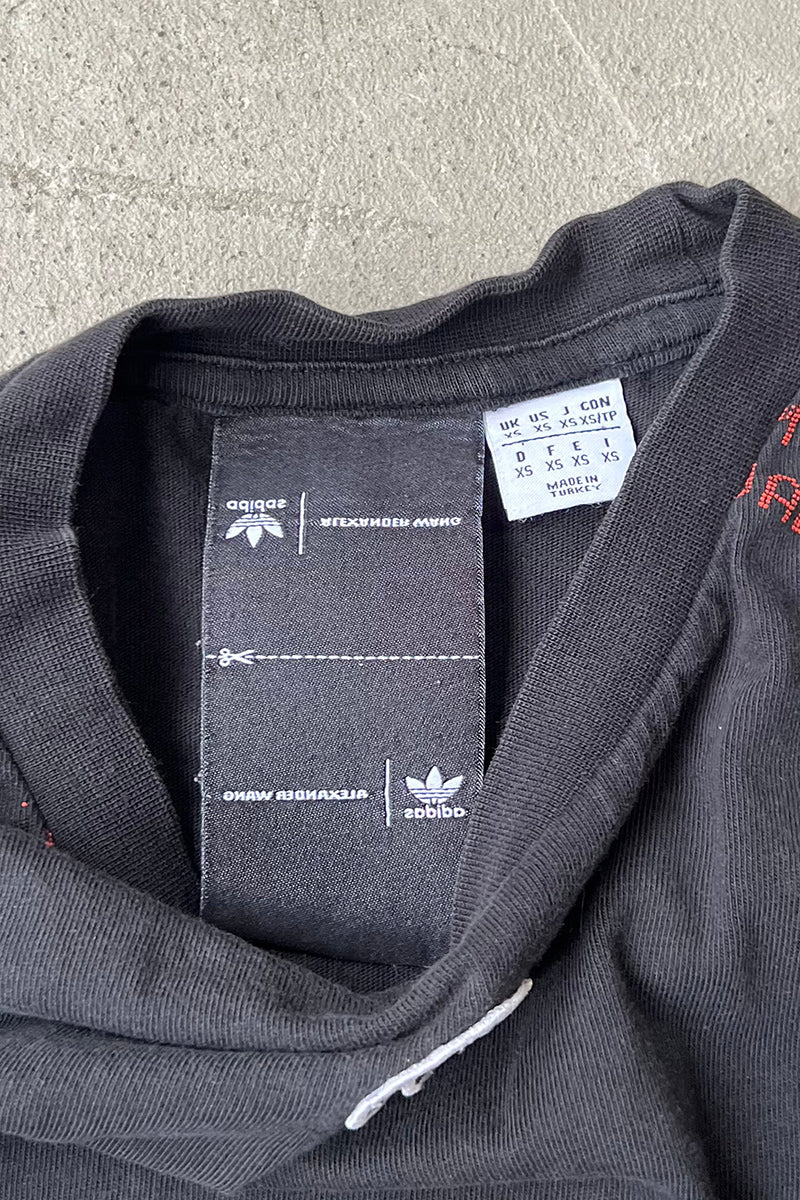 UK US J CDN
XS XS XS XS/TP
D F E I
XS XS XS XS
MADE IN
TURKEY
adidas | ALEXANDER WANG
ALEXANDER WANG | adidas